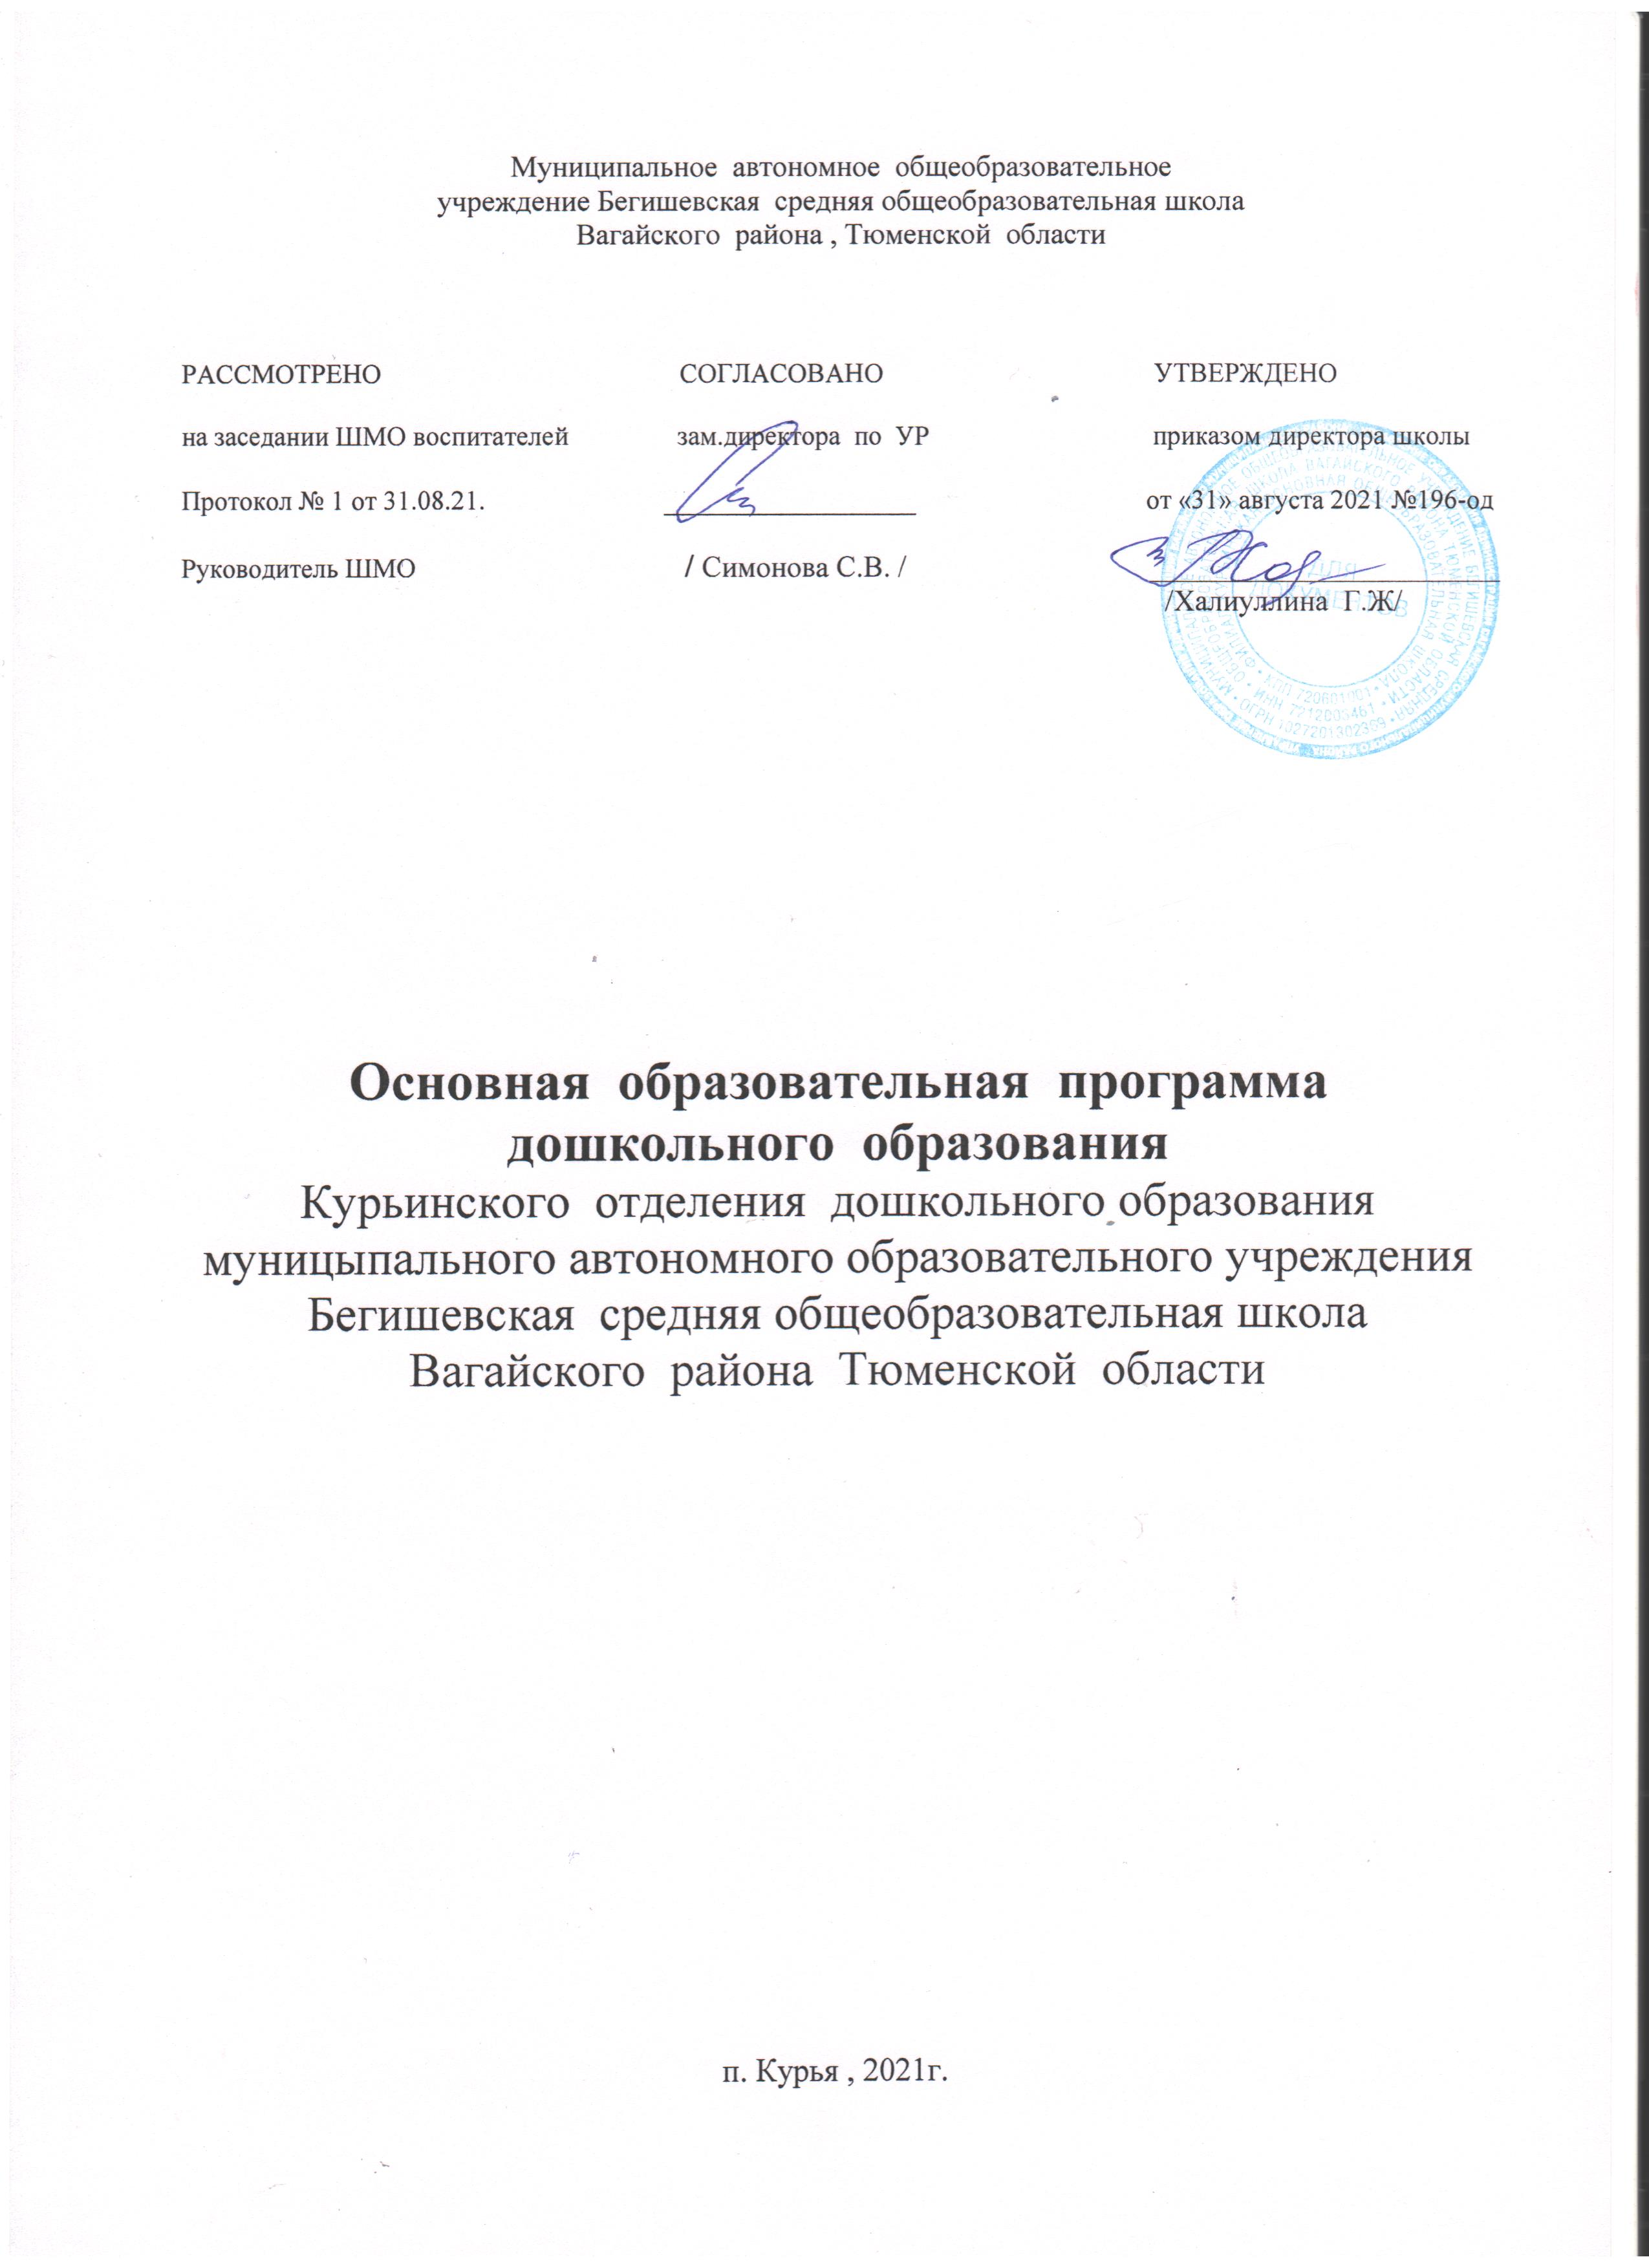 Муниципальное автономное общеобразовательное
учреждение Бегишевская средняя общеобразовательная школа
Вагайского района , Тюменской области
РАССМОТРЕНО
на заседании ШМО воспитателей
Протокол № 1 от 31.08.21.
Руководитель ШМО
СОГЛАСОВАНО
зам.директора по УР
/ Симонова С.В. /
УТВЕРЖДЕНО
приказом директора школы
от «31» августа 2021 №196-од
/Халиуллина Г.Ж/
ДЛЯ
ДОКУМЕНТОВ
Основная образовательная программа
дошкольного образования
Курьинского отделения дошкольного образования
муницыпального автономного образовательного учреждения
Бегишевская средняя общеобразовательная школа
Вагайского района Тюменской области
п. Курья , 2021г.